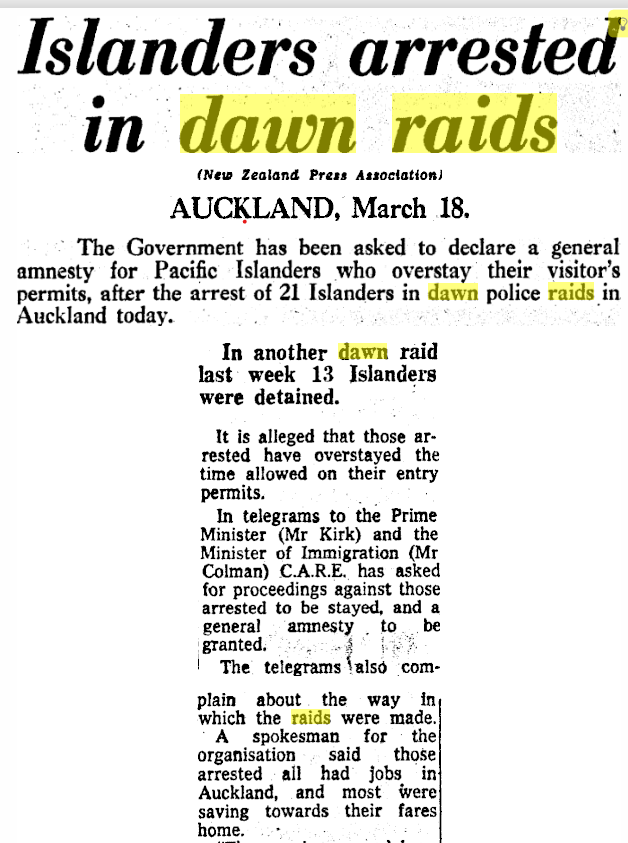 Islanders arrested
in dawn raids
(New Zealand Press Association)
AUCKLAND, March 18.
The Government has been asked to declare a general
amnesty for Pacific Islanders who overstay their visitor's
permits, after the arrest of 21 Islanders in dawn police raids in
Auckland today.
In another dawn raid
last week 13 Islanders
were detained.
It is alleged that those ar-
rested have overstayed the
time allowed on their entry
permits.
In telegrams to the Prime
Minister (Mr Kirk) and the
Minister of Immigration (Mr
Colman) C.A.R.E. has asked
for proceedings against those
arrested to be stayed, and a
general amnesty to be
granted.
The telegrams also com-
plain about the way in
which the raids were made.
A spokesman for the
organisation said those
arrested all had jobs in
Auckland, and most were
saving towards their fares
home.